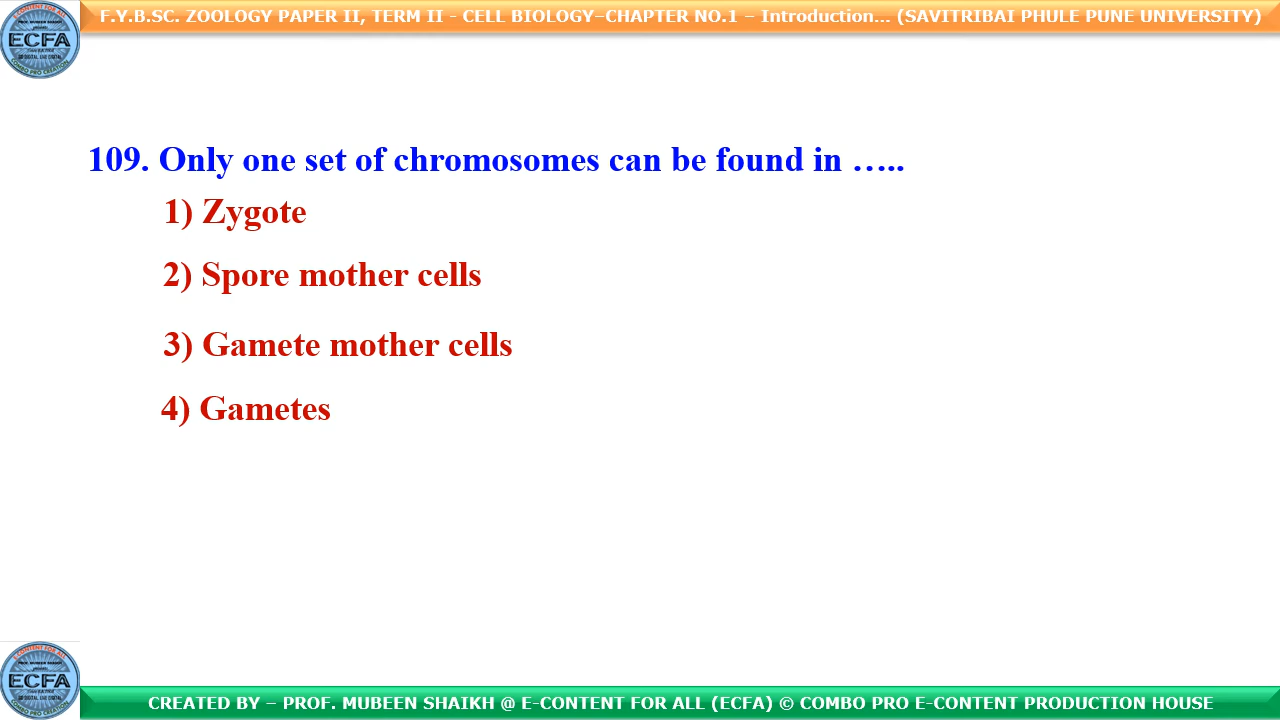 F.Y.B.SC. ZOOLOGY PAPER II, TERM II - CELL BIOLOGY–CHAPTER NO.1 – Introduction... (SAVITRIBAI PHULE PUNE UNIVERSITY)
ECFA
109. Only one set of chromosomes can be found in …..
1) Zygote
2) Spore mother cells
3) Gamete mother cells
4) Gametes
ECFA
CREATED BY – PROF. MUBEEN SHAIKH @ E-CONTENT FOR ALL (ECFA) © COMBO PRO E-CONTENT PRODUCTION HOUSE